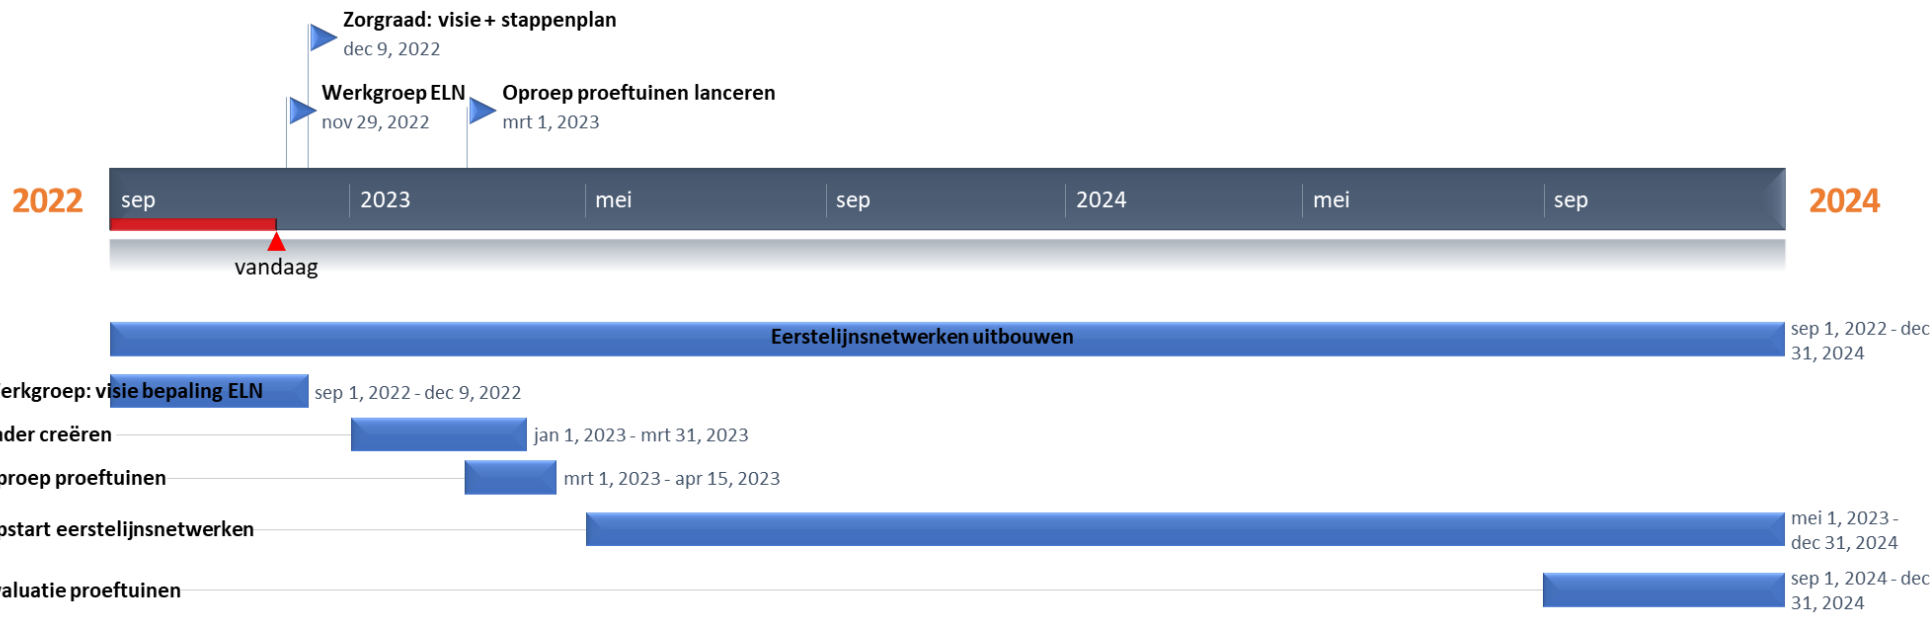 Zorgraad: visie + stappenplan
dec 9, 2022
Werkgroep ELN
nov 29, 2022
Oproep proeftuinen lanceren
mrt 1, 2023
2022
sep
2023
mei
sep
2024
mei
sep
2024
vandaag
Eerstelijnsnetwerken uitbouwen
sep 1, 2022 - dec
31, 2024
erkgroep: visie bepaling ELN
sep 1, 2022 - dec 9, 2022
der creëren
jan 1, 2023 - mrt 31, 2023
proep proeftuinen
mrt 1, 2023 - apr 15, 2023
pstart eerstelijnsnetwerken
mei 1, 2023 -
dec 31, 2024
valuatie proeftuinen
sep 1, 2024 - dec
31, 2024